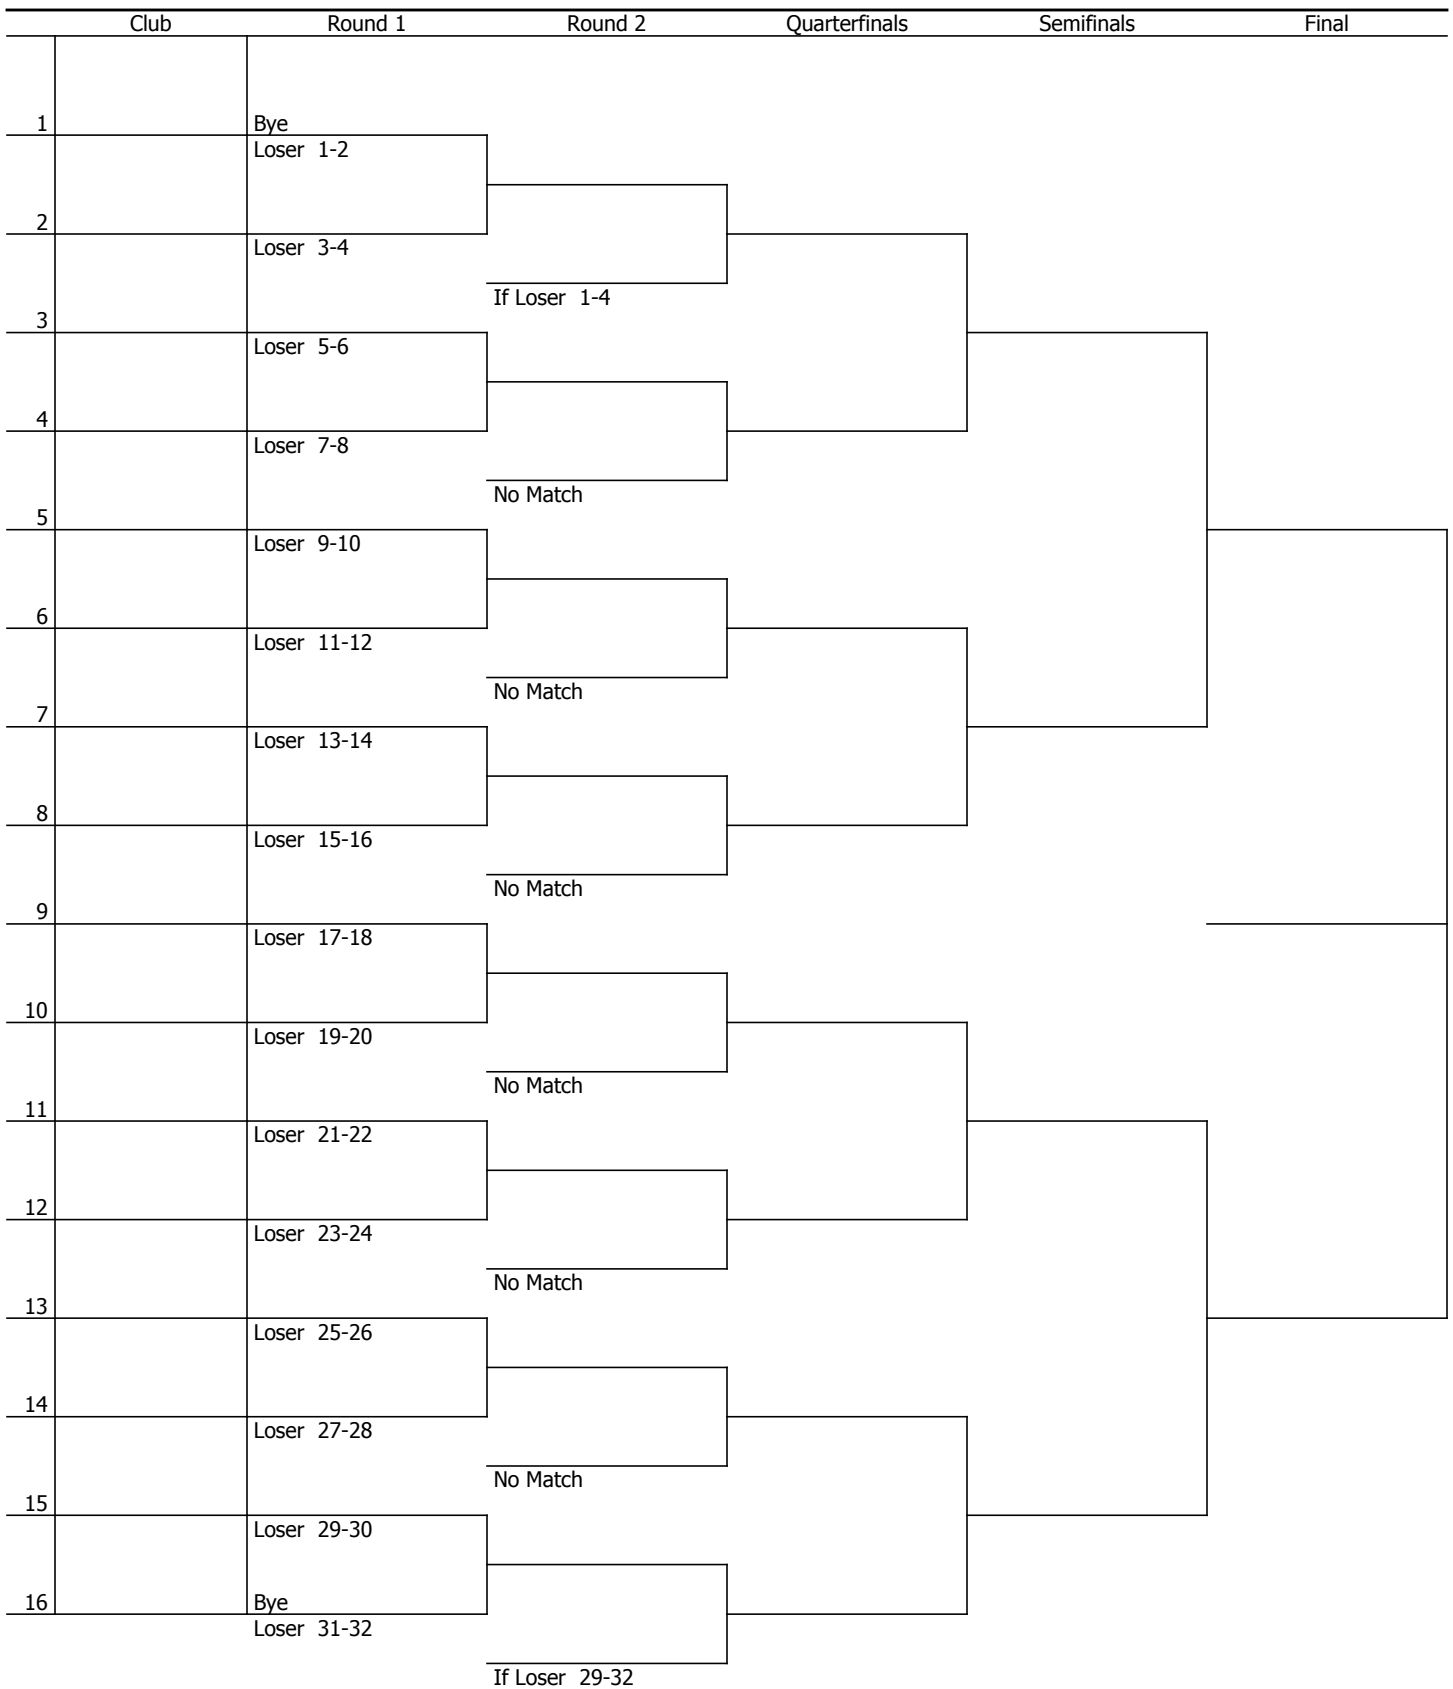 Club Round 1 Round 2 Quarterfinals Semifinals Final
1 Bye
Loser 1-2
2
Loser 3-4
If Loser 1-4
3
Loser 5-6
4
Loser 7-8
No Match
5
Loser 9-10
6
Loser 11-12
No Match
7
Loser 13-14
8
Loser 15-16
No Match
9
Loser 17-18
10
Loser 19-20
No Match
11
Loser 21-22
12
Loser 23-24
No Match
13
Loser 25-26
14
Loser 27-28
No Match
15
Loser 29-30
16 Bye
Loser 31-32
If Loser 29-32